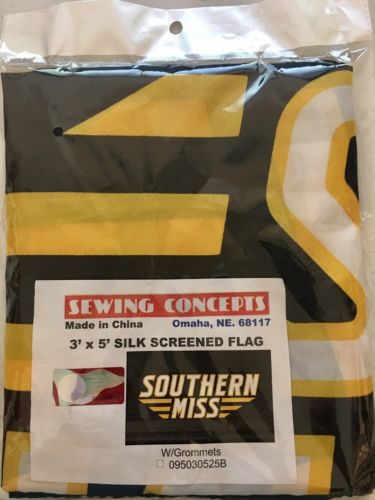 SEWING CONCEPTS
Made in China Omaha, NE. 68117
3' x 5' SILK SCREENED FLAG
SOUTHERN
MISS
W/Grommets
095030525B